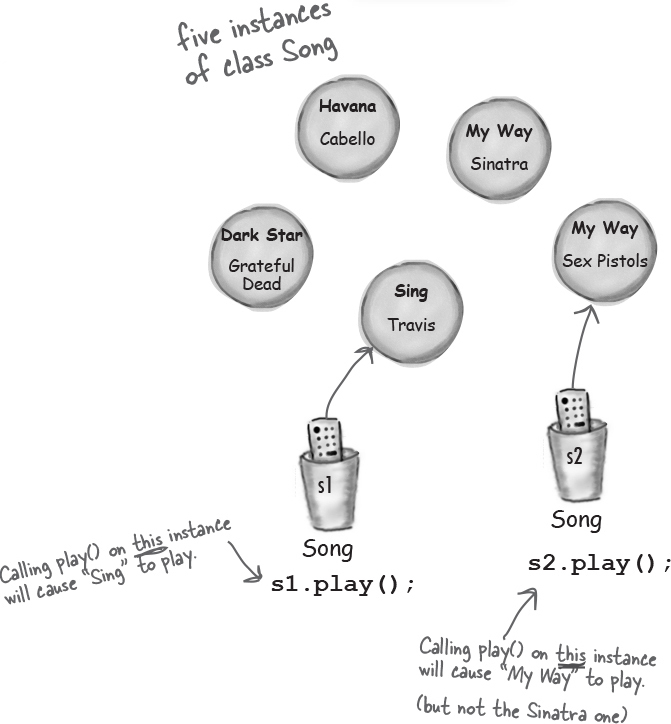 five instances
of class Song
Havana
Cabello
My Way
Sinatra
Dark Star
Grateful
Dead
My Way
Sex Pistols
Sing
Travis
s1
Song
s2
Song
Calling play() on this instance
will cause "Sing" to play.
s1.play();
s2.play();
Calling play() on this instance
will cause "My Way" to play.
(but not the Sinatra one)